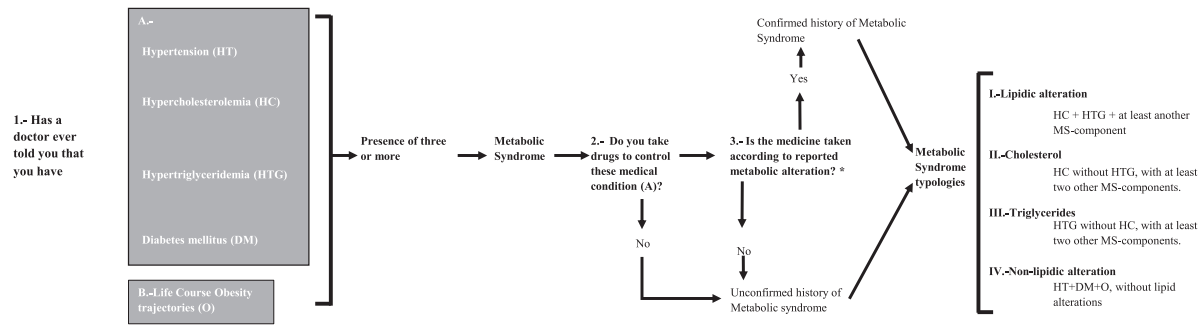 1.- Has a
doctor ever
told you that
you have
A.-
Hypertension (HT)
Hypercholesterolemia (HC)
Hypertriglyceridemia (HTG)
Diabetes mellitus (DM)
B.-Life Course Obesity
trajectories (O)
Presence of three
or more
Metabolic
Syndrome
2.- Do you take
drugs to control
these medical
condition (A)?
No
3.- Is the medicine taken
according to reported
metabolic alteration? *
Yes
Confirmed history of Metabolic
Syndrome
No
Unconfirmed history of
Metabolic syndrome
Metabolic
Syndrome
typologies
I.-Lipidic alteration
HC + HTG + at least another
MS-component
II.-Cholesterol
HC without HTG, with at least
two other MS-components.
III.-Triglycerides
HTG without HC, with at least
two other MS-components.
IV.-Non-lipidic alteration
HT+DM+O, without lipid
alterations